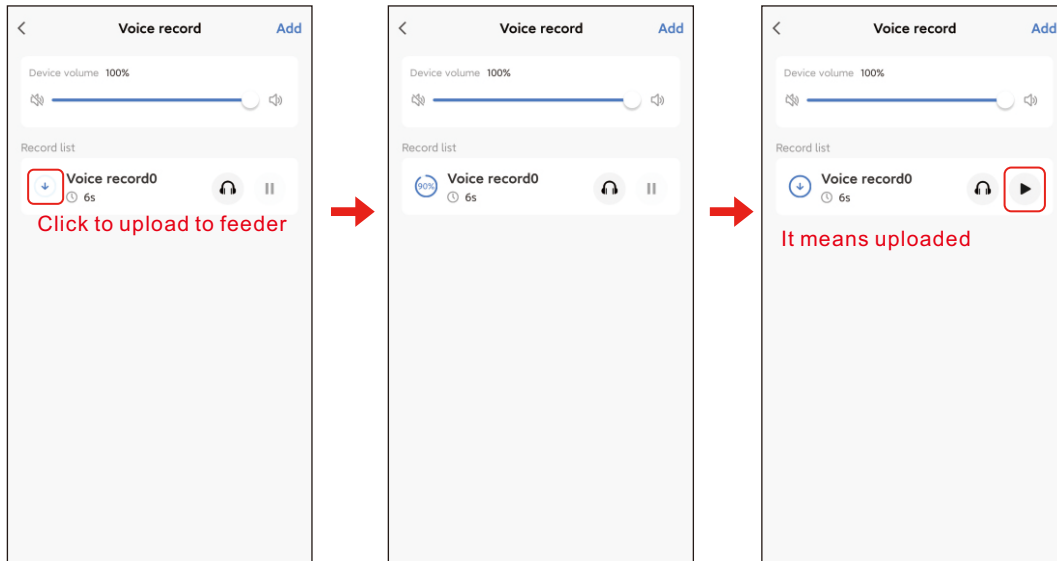 Voice record Add
Device volume 100%
Record list
Voice record0
6s
Click to upload to feeder
Voice record Add
Device volume 100%
Record list
90% Voice record0
6s
Voice record Add
Device volume 100%
Record list
Voice record0
6s
It means uploaded